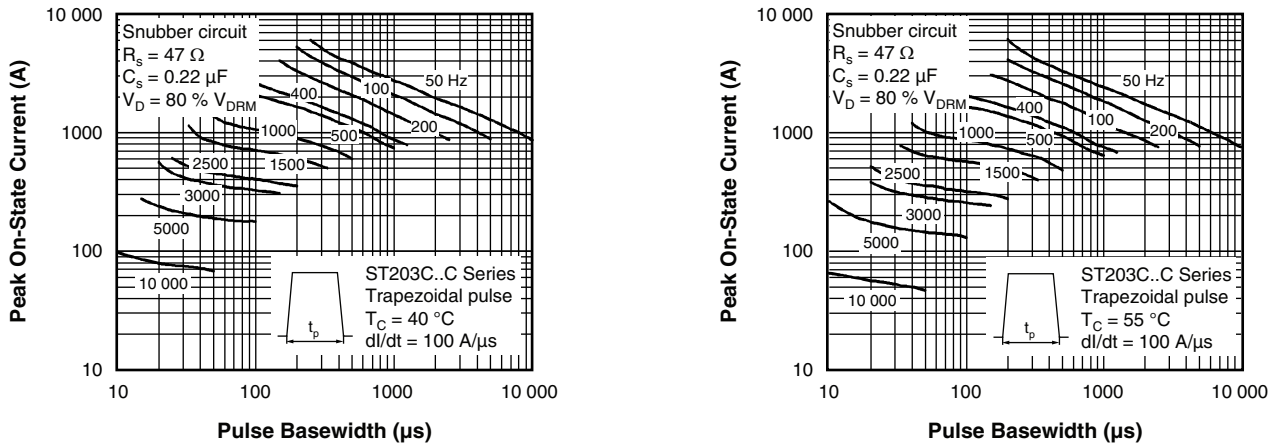 Peak On-State Current (A)
10 000
1000
100
10
Snubber circuit
Rs = 47 Ω
Cs = 0.22 µF
VD = 80 % VDRM
50 Hz
100
400
200
500
1000
1500
2500
3000
5000
10 000
tp
ST203C..C Series
Trapezoidal pulse
TC = 40 °C
dI/dt = 100 A/µs
10
100
1000
10 000
Pulse Basewidth (µs)
Peak On-State Current (A)
10 000
1000
100
10
Snubber circuit
Rs = 47 Ω
Cs = 0.22 µF
VD = 80 % VDRM
50 Hz
400
100
200
500
1000
1500
2500
3000
5000
10 000
tp
ST203C..C Series
Trapezoidal pulse
TC = 55 °C
dI/dt = 100 A/µs
10
100
1000
10 000
Pulse Basewidth (µs)